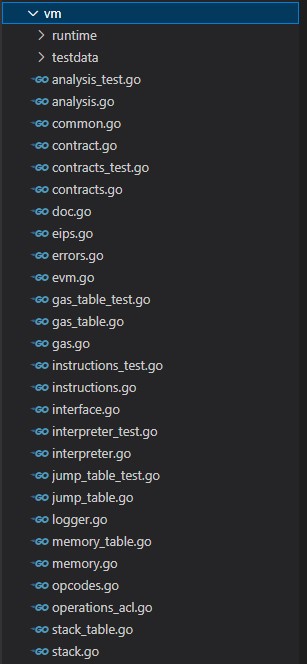 vm
runtime
testdata
GO analysis_test.go
GO analysis.go
GO common.go
GO contract.go
GO contracts_test.go
GO contracts.go
GO doc.go
GO eips.go
GO errors.go
GO evm.go
GO gas_table_test.go
GO gas_table.go
GO gas.go
GO instructions_test.go
GO instructions.go
GO interface.go
GO interpreter_test.go
GO interpreter.go
GO jump_table_test.go
GO jump_table.go
GO logger.go
GO memory_table.go
GO memory.go
GO opcodes.go
GO operations_acl.go
GO stack_table.go
GO stack.go